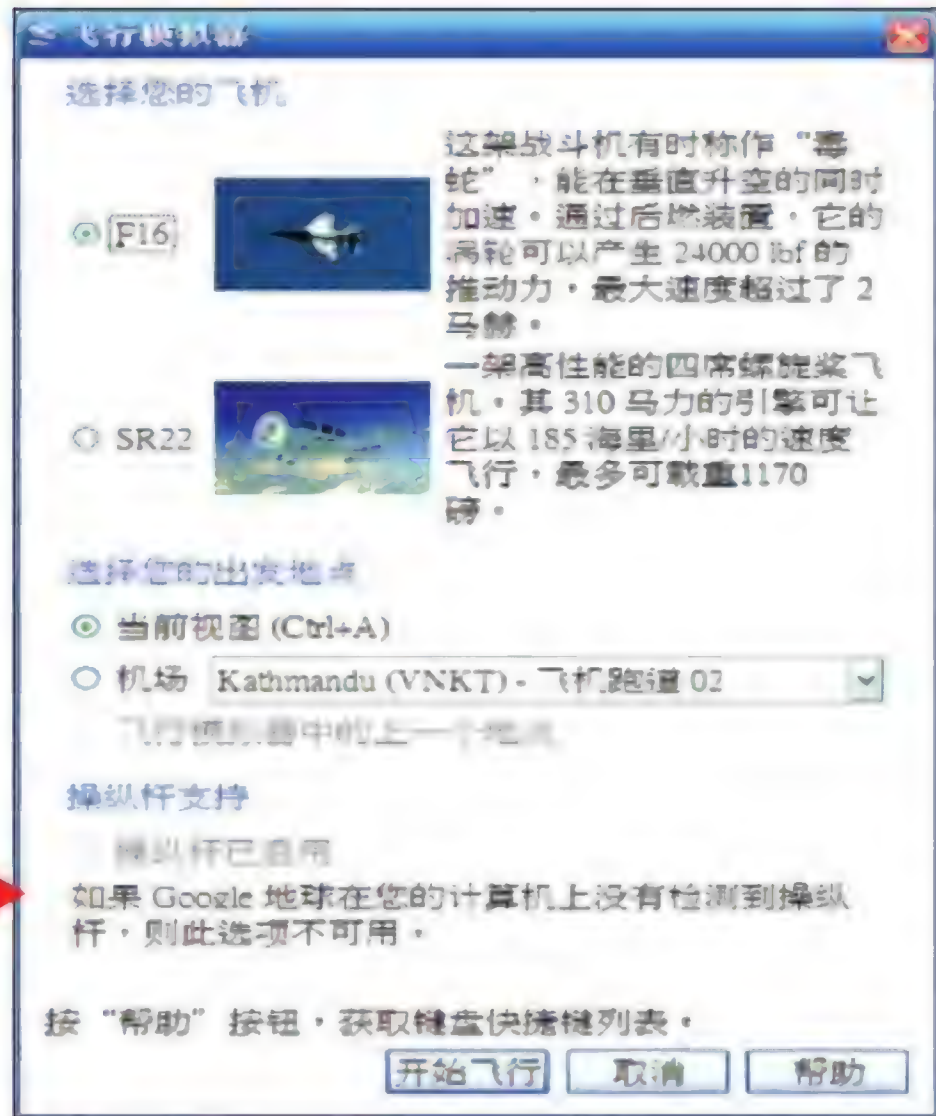 飞行模拟器
选择您的飞机
F16
这架战斗机有时称作“毒
蛇”,能在垂直升空的同时
加速。通过后燃装置,它的
涡轮可以产生 24000 lbf 的
推动力,最大速度超过了 2
马赫。
SR22
一架高性能的四席螺旋桨飞
机。其 310 马力的引擎可让
它以 185 海里/小时的速度
飞行,最多可载重1170
磅。
选择您的出发地点
当前视图 (Ctrl+A)
机场 Kathmandu (VNKT) - 飞机跑道 02
飞行模拟器中的上一个地点
操纵杆支持
操纵杆已启用
如果 Google 地球在您的计算机上没有检测到操纵
杆,则此选项不可用。
按“帮助”按钮,获取键盘快捷键列表。
开始飞行 取消 帮助